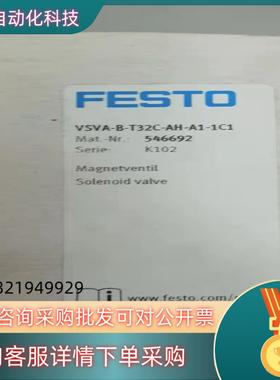 自动化科技
FESTO
VSVA-B-T32C-AH-A1-1C1
Mat.-Nr.: 546692
Serie: K102
Magnetventil
Solenoid valve
321949929
www.festo.com/s
咨询采购批发可对公开票
客服详情下单采购